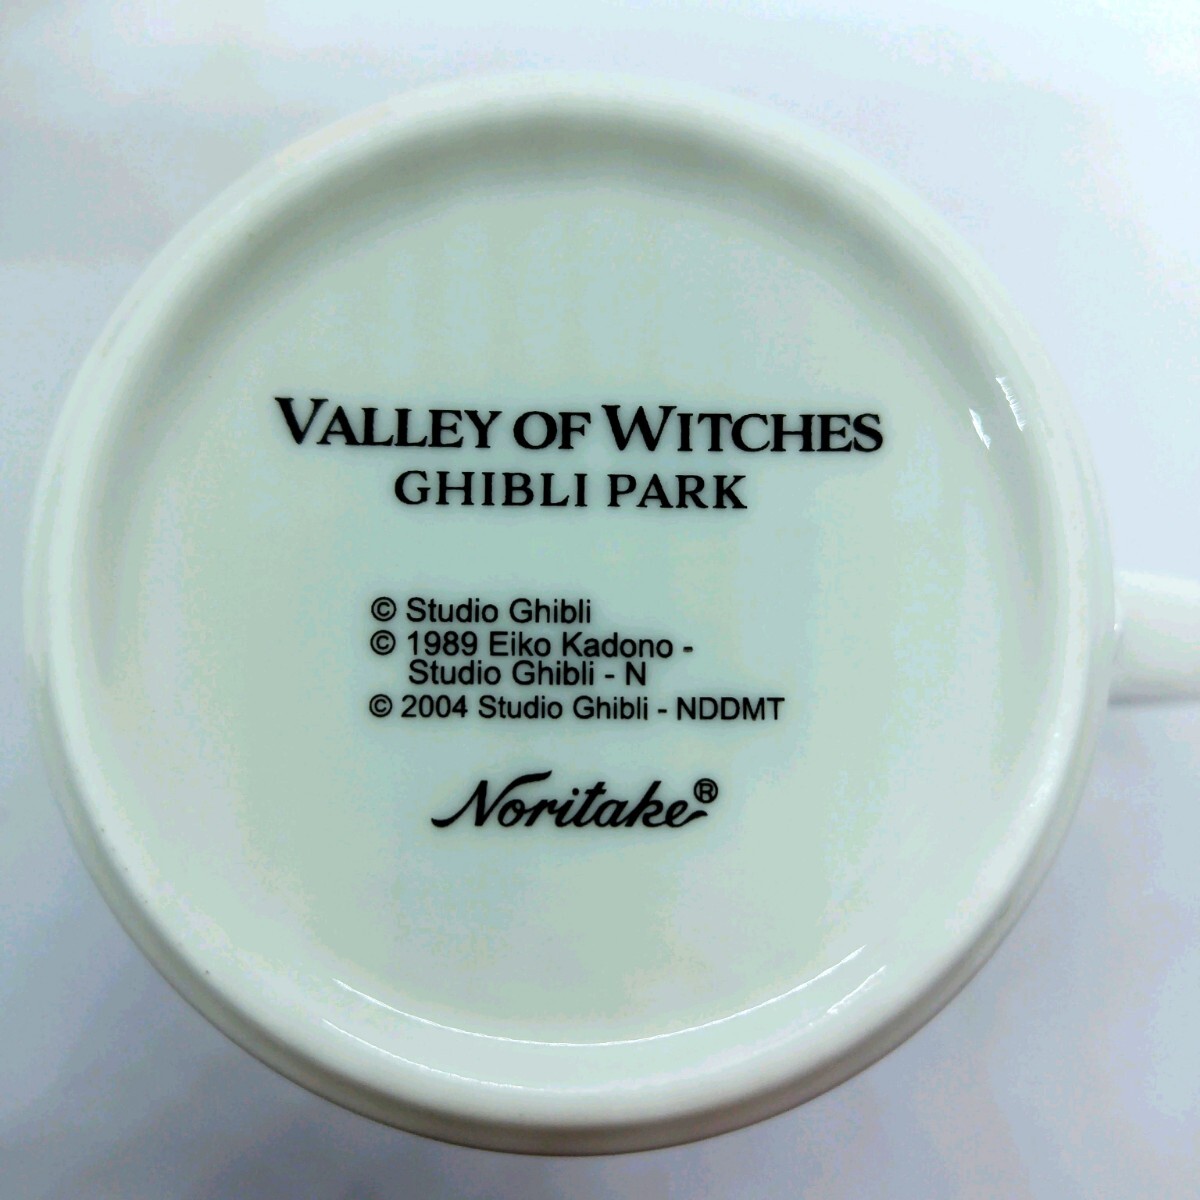 VALLEY OF WITCHES
GHIBLI PARK
© Studio Ghibli
© 1989 Eiko Kadono -
Studio Ghibli - N
© 2004 Studio Ghibli - NDDMT
Noritake®